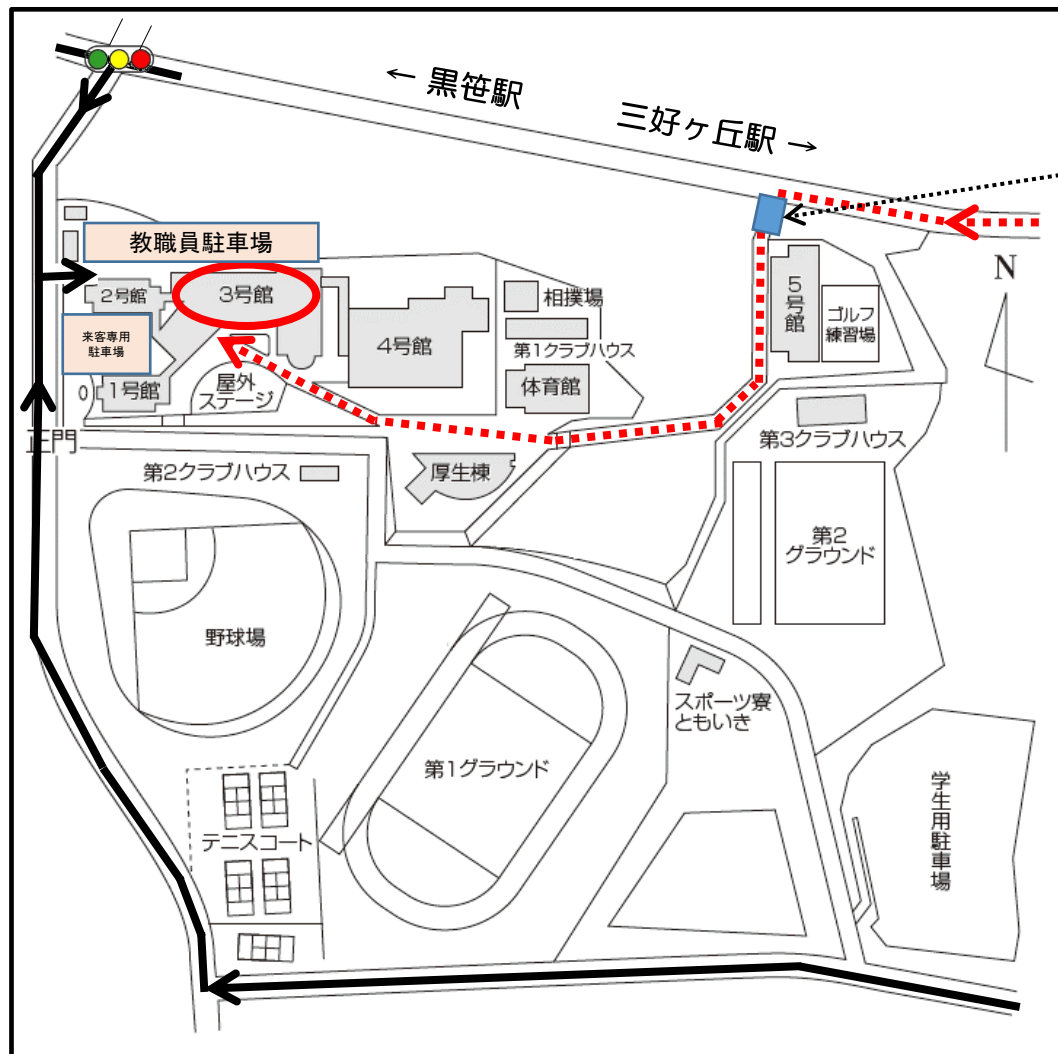 ← 黒笹駅
三好ヶ丘駅 →
教職員駐車場
N
2号館
3号館
相撲場
5
号
館
ゴルフ
練習場
来客専用
駐車場
4号館
第1クラブハウス
1号館
屋外
ステージ
体育館
正門
第3クラブハウス
第2クラブハウス
厚生棟
第2
グラウンド
野球場
スポーツ寮
ともいき
第1グラウンド
学生用駐車場
テニスコート